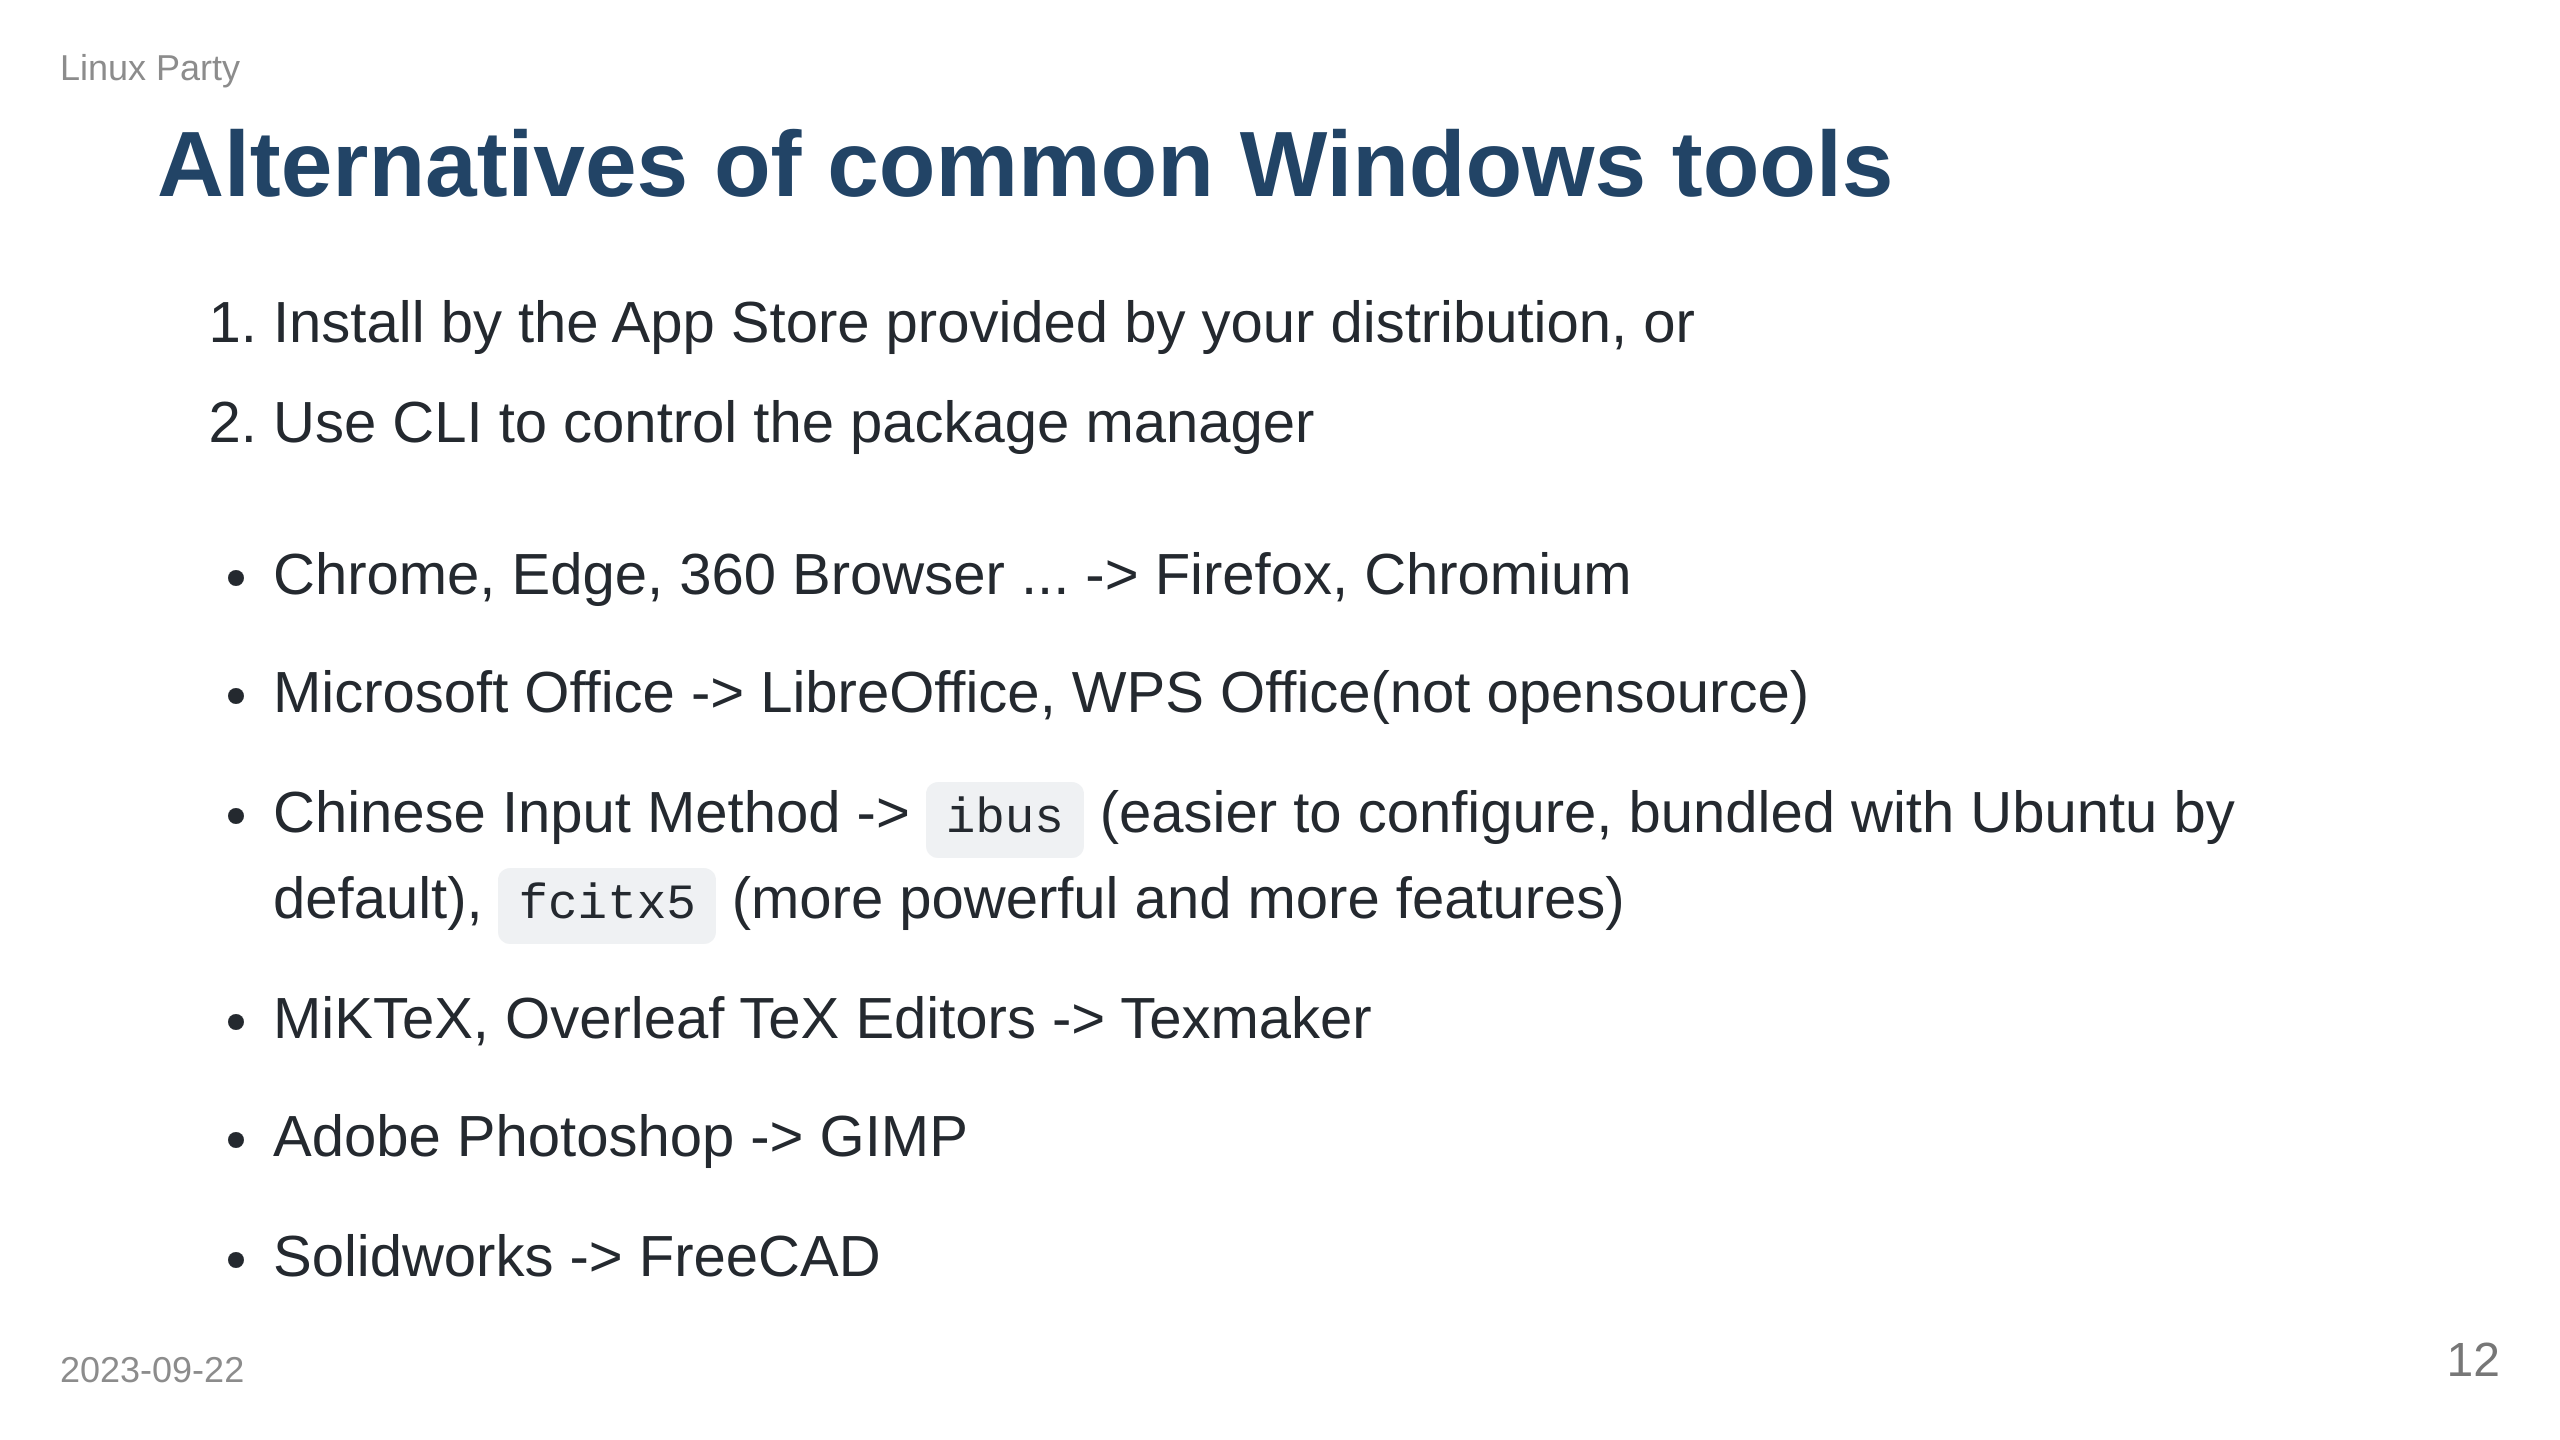 Linux Party
Alternatives of common Windows tools
1. Install by the App Store provided by your distribution, or
2. Use CLI to control the package manager
• Chrome, Edge, 360 Browser ... -> Firefox, Chromium
• Microsoft Office -> LibreOffice, WPS Office(not opensource)
• Chinese Input Method -> ibus (easier to configure, bundled with Ubuntu by
default), fcitx5 (more powerful and more features)
• MiKTeX, Overleaf TeX Editors -> Texmaker
• Adobe Photoshop -> GIMP
• Solidworks -> FreeCAD
2023-09-22
12